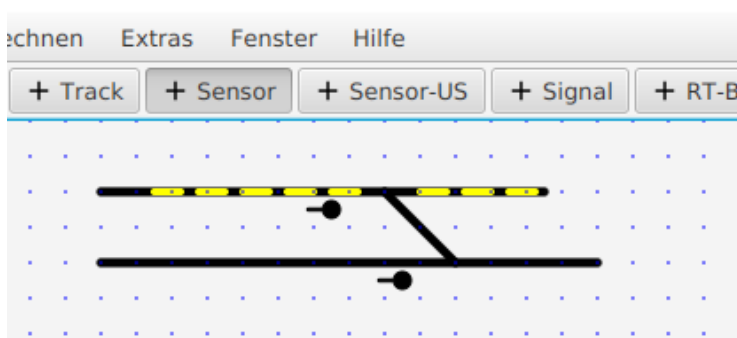 echnen Extras Fenster Hilfe
+ Track + Sensor + Sensor-US + Signal + RT-B